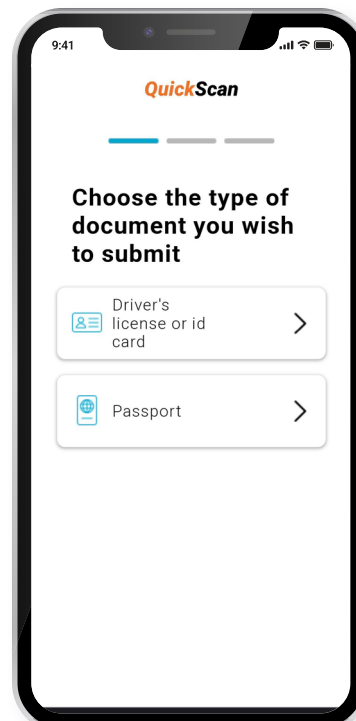 9:41
QuickScan
Choose the type of
document you wish
to submit
Driver's
license or id
card
Passport